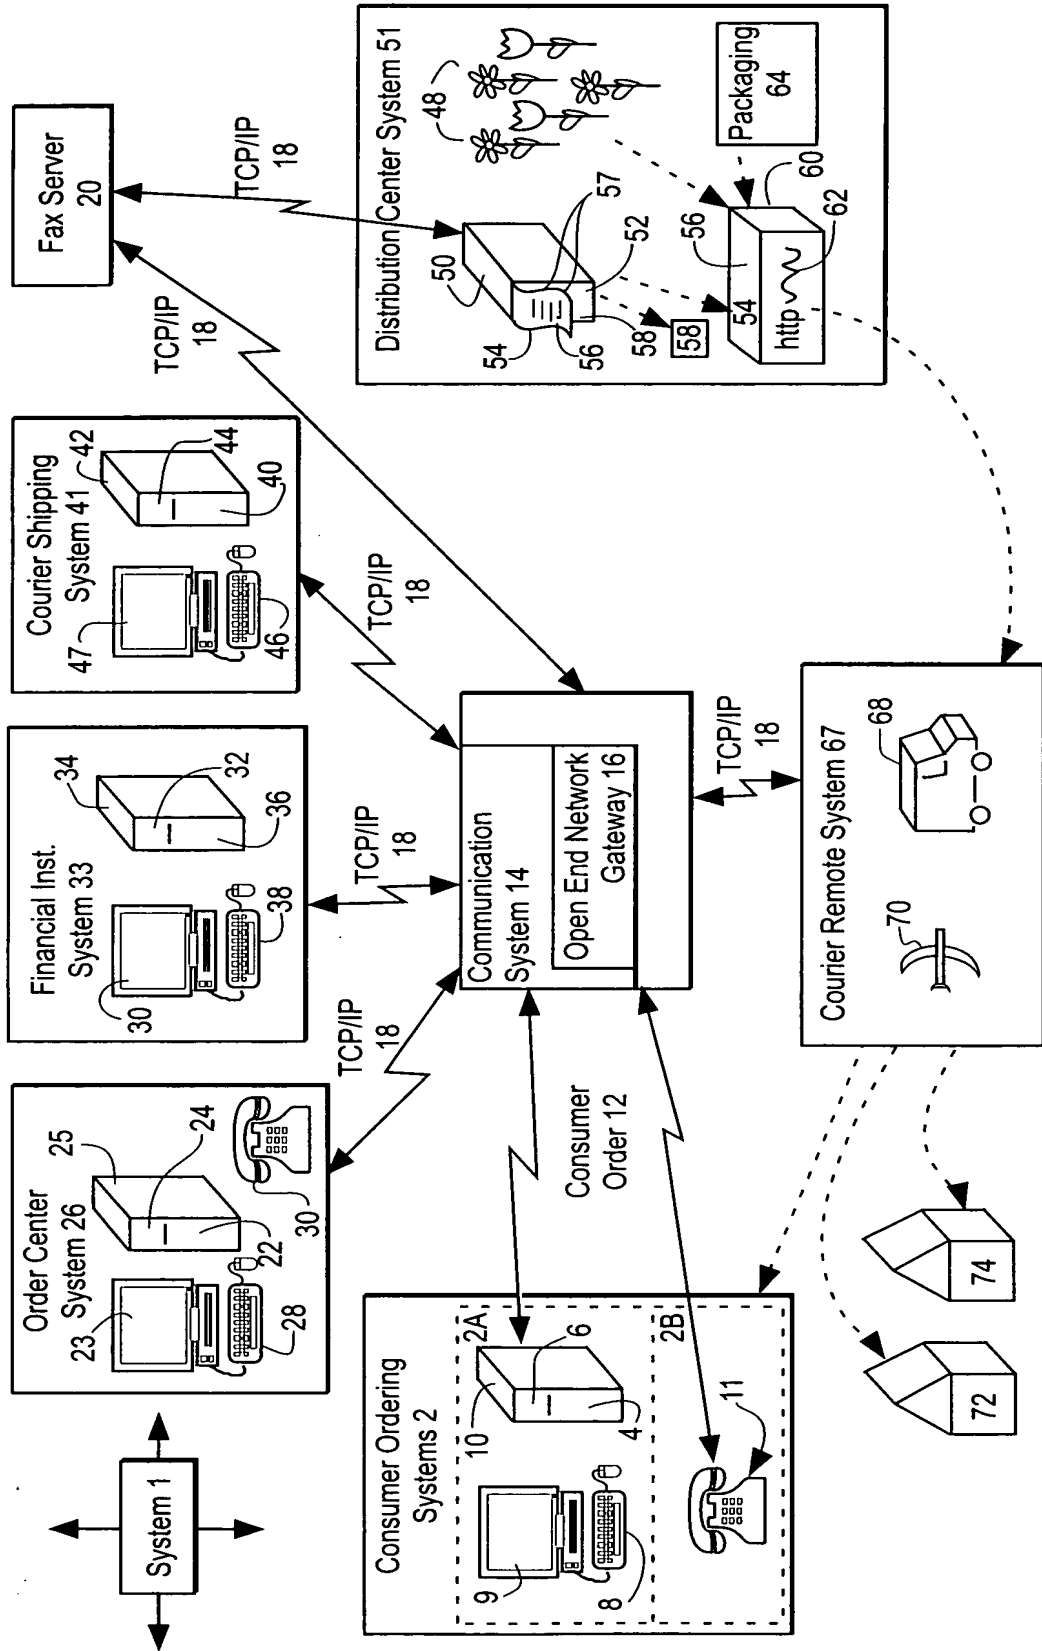 System 1
Order Center
System 26
25
24
23
22
28
30
Financial Inst.
System 33
34
32
36
30
38
Courier Shipping
System 41
42
44
40
47
46
Fax Server
20
TCP/IP
18
TCP/IP
18
TCP/IP
18
TCP/IP
18
TCP/IP
18
TCP/IP
18
Communication
System 14
Open End Network
Gateway 16
Consumer
Order 12
Consumer Ordering
Systems 2
2A
10
6
4
9
8
2B
11
Distribution Center System 51
48
50
57
52
54
56
58
58
Packaging
64
60
56
54
http
62
Courier Remote System 67
70
68
72
74